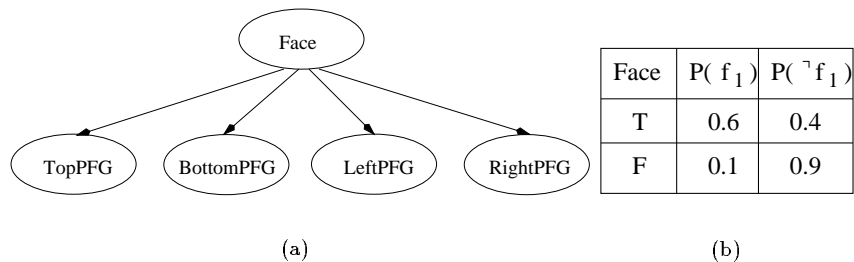 Face
TopPFG BottomPFG LeftPFG RightPFG
(a)
Face P( f 1 ) P( ¬f 1 )
T 0.6 0.4
F 0.1 0.9
(b)